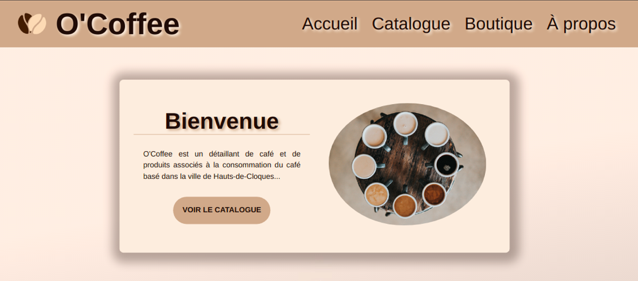 O'Coffee
Accueil Catalogue Boutique À propos
Bienvenue
O'Coffee est un détaillant de café et de
produits associés à la consommation du café
basé dans la ville de Hauts-de-Cloques...
VOIR LE CATALOGUE